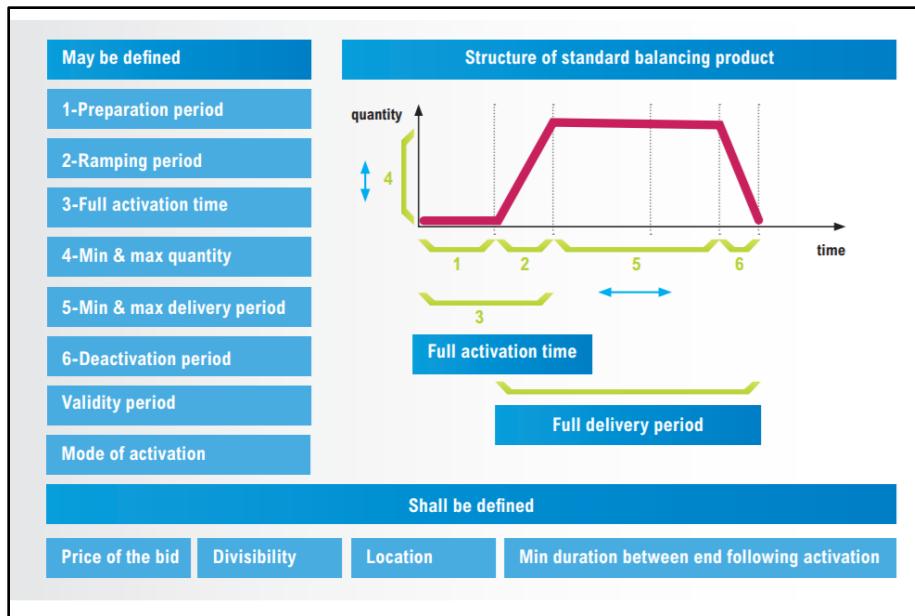 May be defined
1-Preparation period
2-Ramping period
3-Full activation time
4-Min & max quantity
5-Min & max delivery period
6-Deactivation period
Validity period
Mode of activation
Structure of standard balancing product
quantity
4
time
1
2
5
6
3
Full activation time
Full delivery period
Shall be defined
Price of the bid
Divisibility
Location
Min duration between end following activation